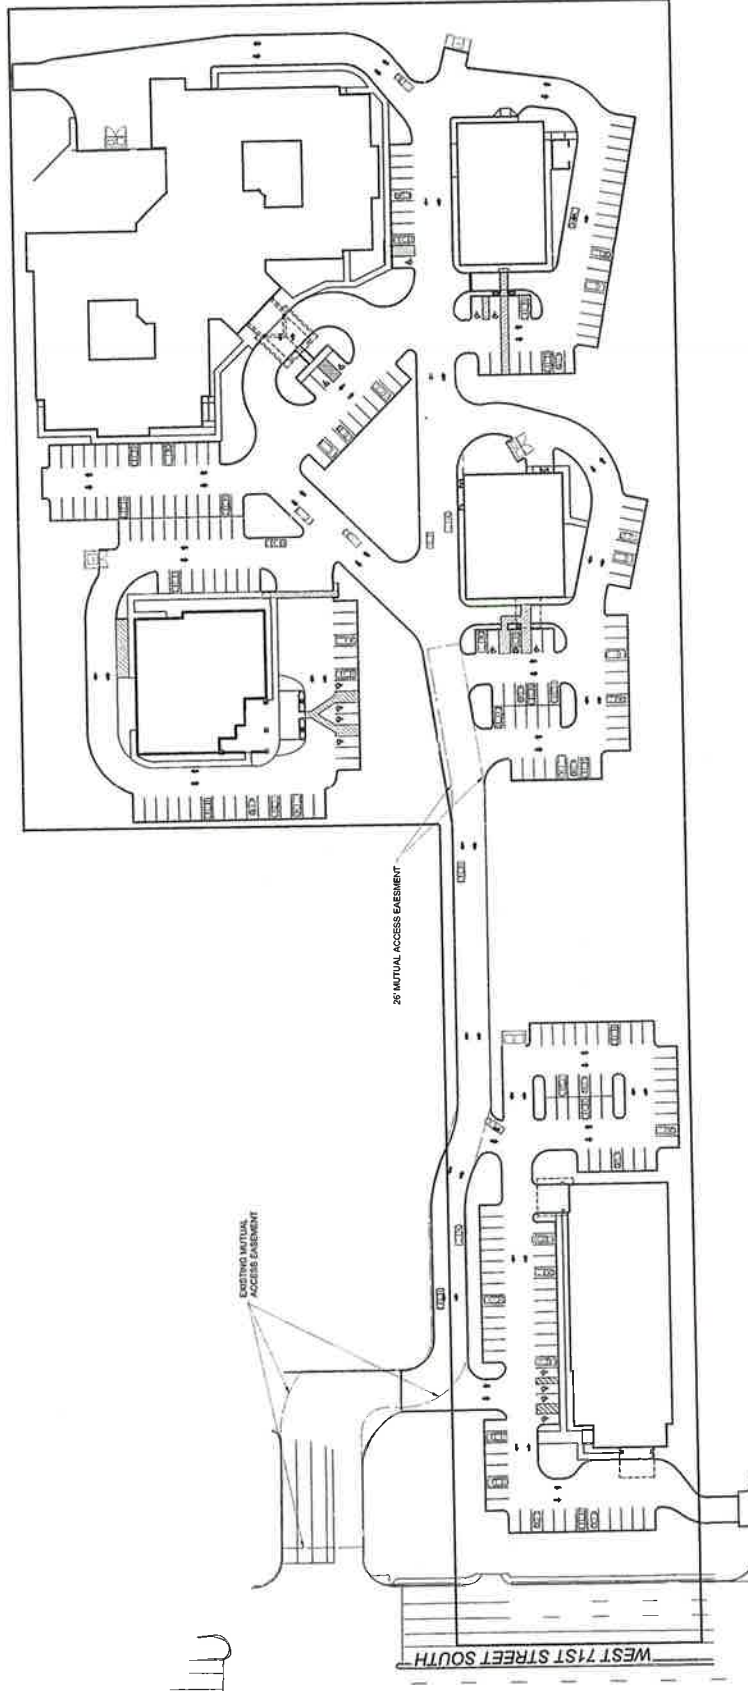 26' MUTUAL ACCESS EAESMENT
EXISTING MUTUAL
ACCESS EASEMENT
WEST 71ST STREET SOUTH